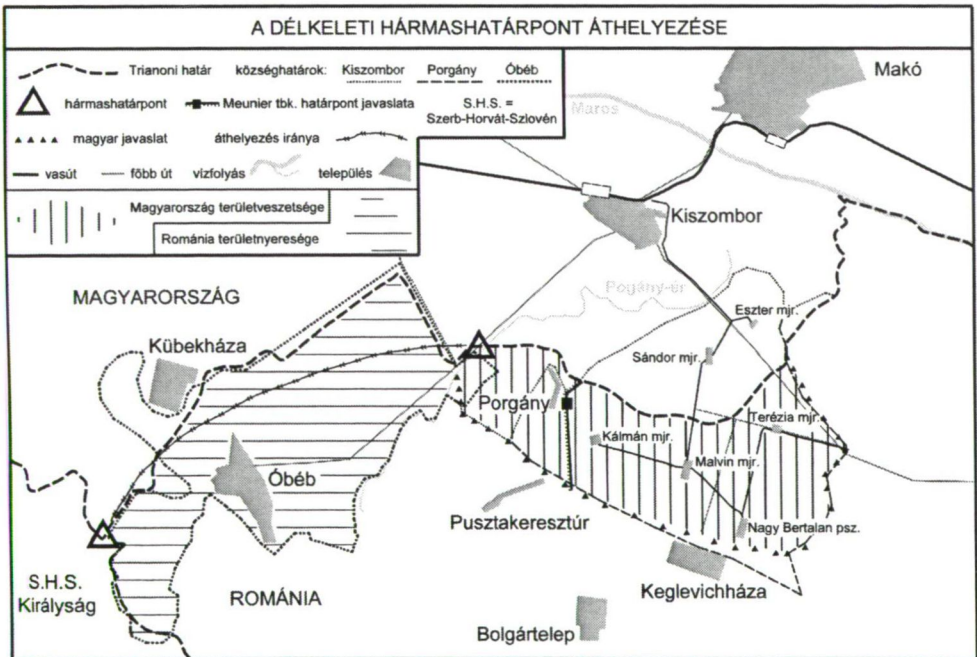 A DÉLKELETI HÁRMASHATÁRPONT ÁTHELYEZÉSE
Trianoni határ községhatárok: Kiszombor Porgány Óbéb
hármashatárpont Meunier tbk. határpont javaslata S.H.S. =
Szerb-Horvát-Szlovén
magyar javaslat áthelyezés iránya
vasút főbb út vízfolyás település
Magyarország területveszetsége
Románia területnyeresége
Makó
Maros
Kiszombor
MAGYARORSZÁG
Pogány-ér
Eszter mjr.
Kübekháza
Sándor mjr.
Porgány
Terézia mjr.
Kálmán mjr.
Malvin mjr.
Óbéb
Pusztakeresztúr
Nagy Bertalan psz.
S.H.S.
Királyság
ROMÁNIA
Keglevichháza
Bolgártelep